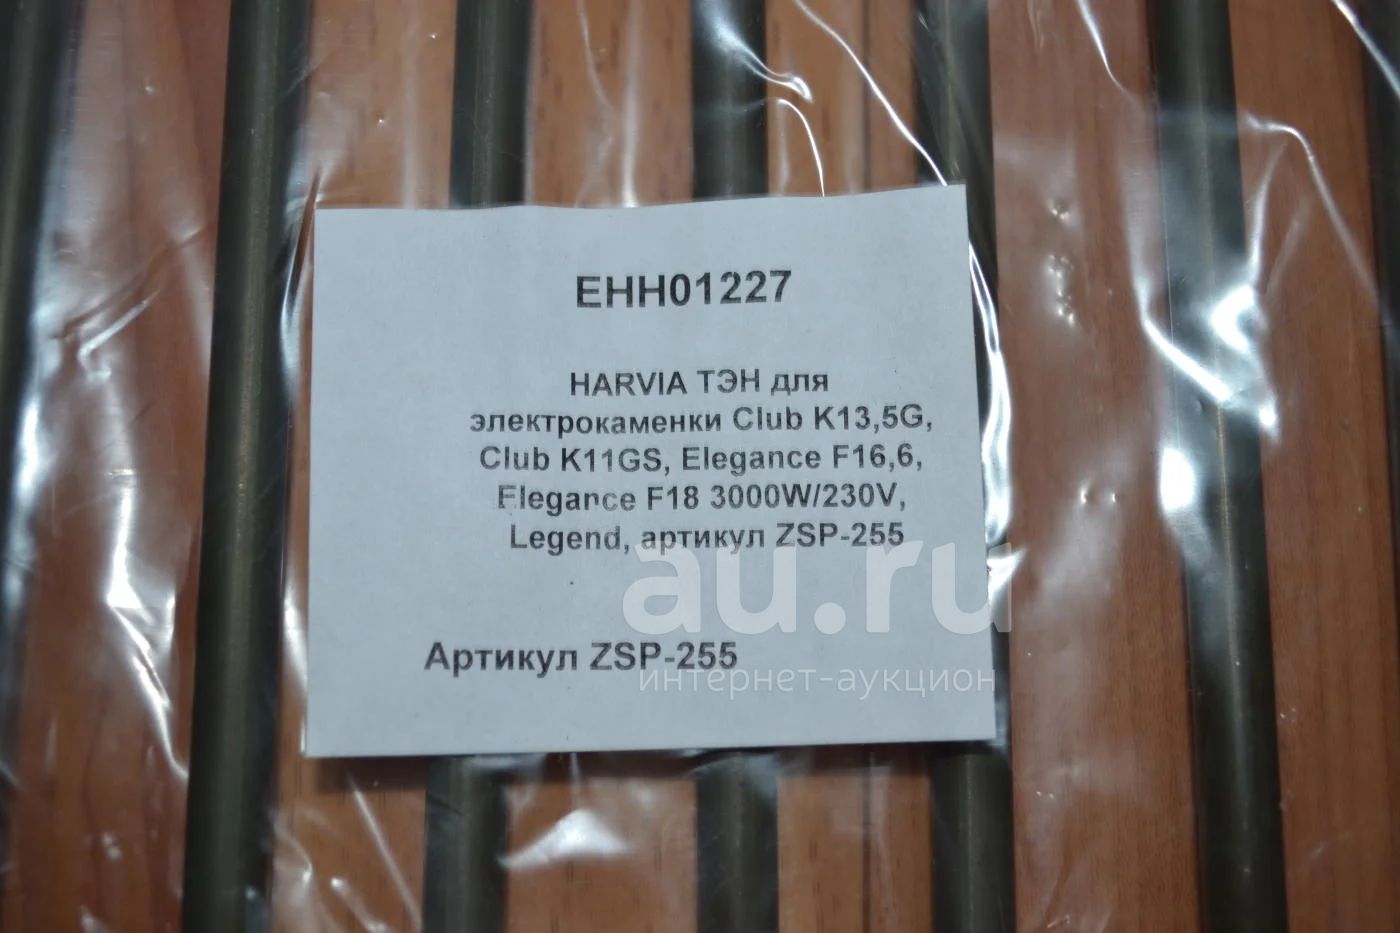 EHH01227
HARVIA ТЭН для
электрокаменки Club K13,5G,
Club K11GS, Elegance F16,6,
Elegance F18 3000W/230V,
Legend, артикул ZSP-255
au.ru
Артикул ZSP-255
интернет-аукцион